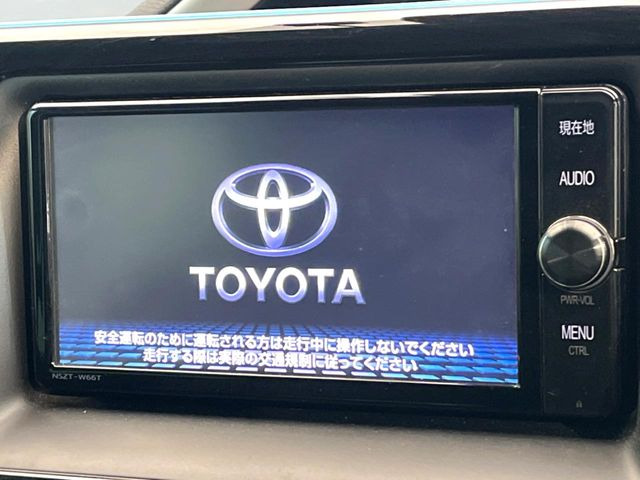 現在地
AUDIO
TOYOTA
PWR-VOL
MENU
CTRL
安全運転のために運転される方は走行中に操作しないでください
走行する際は実際の交通規制に従ってください
NSZT-W66T